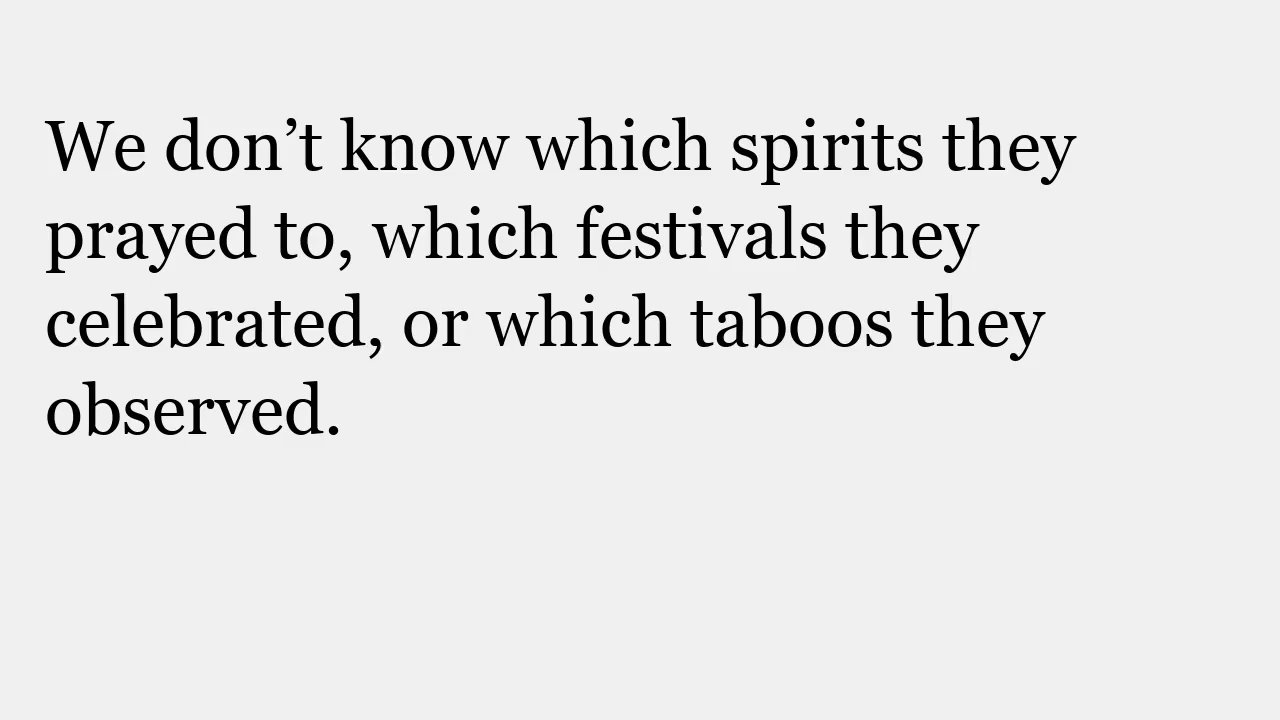 We don’t know which spirits they
prayed to, which festivals they
celebrated, or which taboos they
observed.